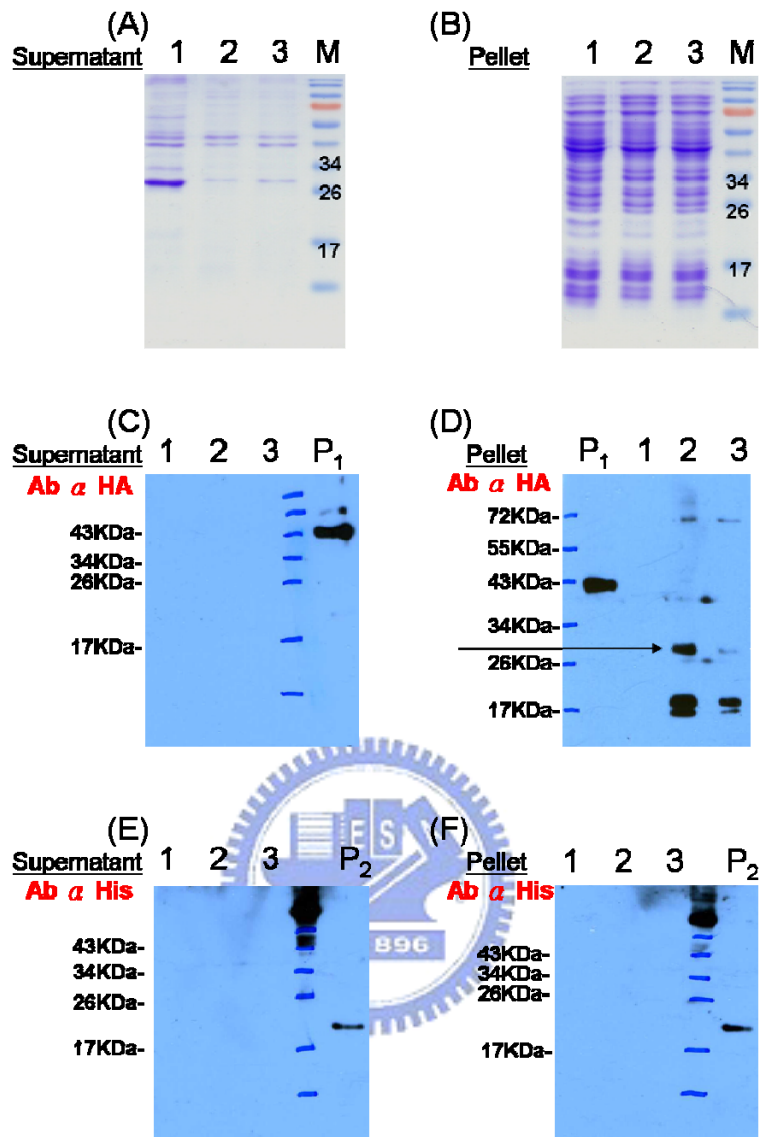 (A)
Supernatant 1 2 3 M
34
26
17
(B)
Pellet 1 2 3 M
34
26
17
(C)
Supernatant 1 2 3 P1
Ab α HA
43KDa-
34KDa-
26KDa-
17KDa-
(D)
Pellet P1 1 2 3
Ab α HA
72KDa-
55KDa-
43KDa-
34KDa-
26KDa-
17KDa-
(E)
Supernatant 1 2 3 P2
Ab α His
43KDa-
34KDa-
26KDa-
17KDa-
(F)
Pellet 1 2 3 P2
Ab α His
43KDa-
34KDa-
26KDa-
17KDa-
ES
896